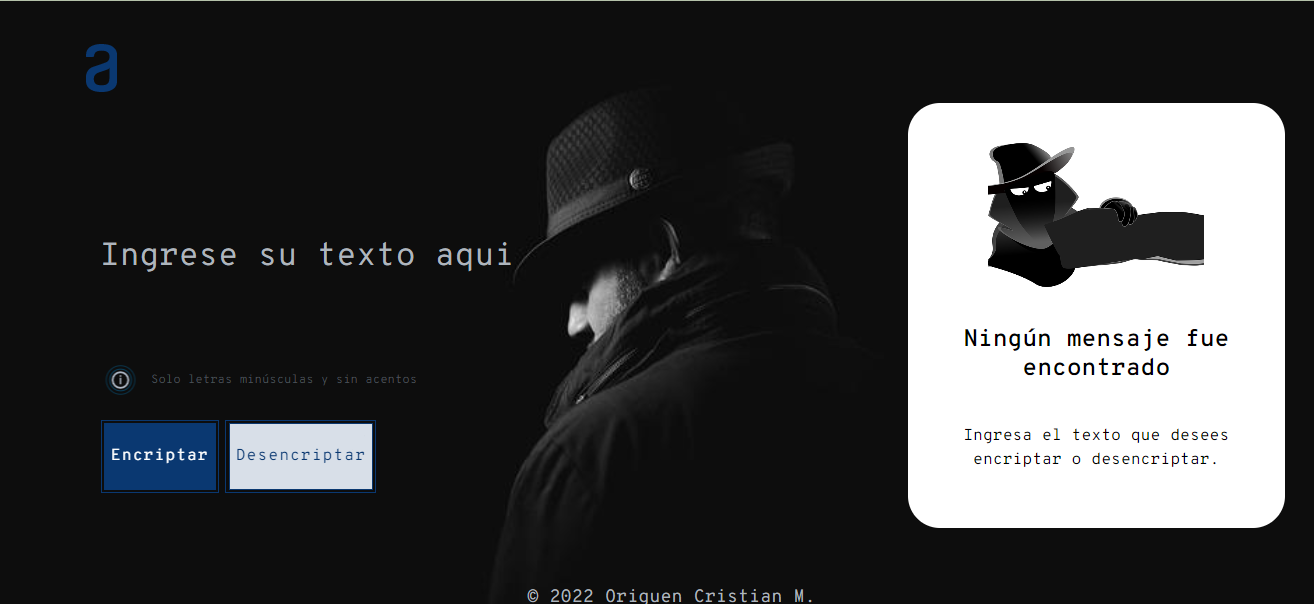 a
Ingrese su texto aqui
Solo letras minúsculas y sin acentos
Encriptar
Desencriptar
Ningún mensaje fue
encontrado
Ingresa el texto que desees
encriptar o desencriptar.
© 2022 Origuen Cristian M.